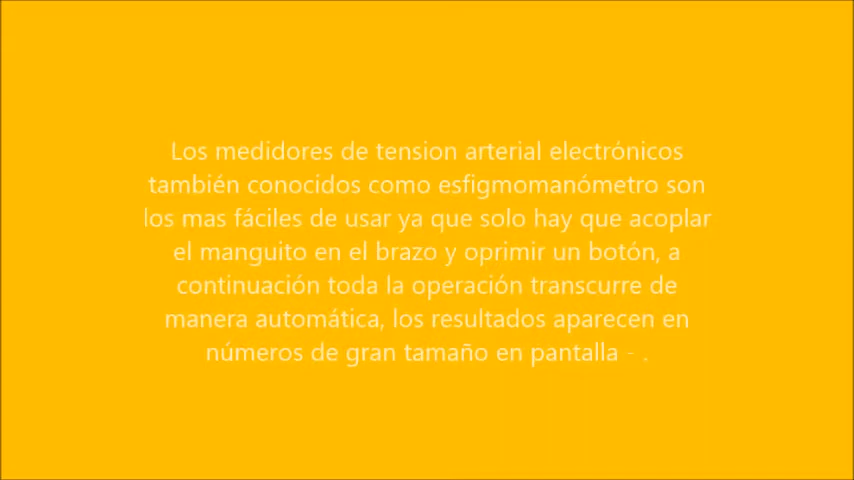 Los medidores de tension arterial electrónicos
también conocidos como esfigmomanómetro son
los mas fáciles de usar ya que solo hay que acoplar
el manguito en el brazo y oprimir un botón, a
continuación toda la operación transcurre de
manera automática, los resultados aparecen en
números de gran tamaño en pantalla - .